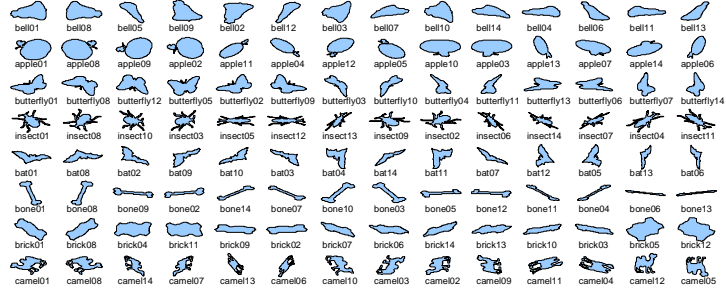 bell01 bell08 bell05 bell09 bell02 bell12 bell03 bell07 bell10 bell14 bell04 bell06 bell11 bell13
apple01 apple08 apple09 apple02 apple11 apple04 apple12 apple05 apple10 apple03 apple13 apple07 apple14 apple06
butterfly01 butterfly08 butterfly12 butterfly05 butterfly02 butterfly09 butterfly03 butterfly10 butterfly04 butterfly11 butterfly13 butterfly06 butterfly07 butterfly14
insect01 insect08 insect10 insect03 insect05 insect12 insect13 insect09 insect02 insect06 insect14 insect07 insect04 insect11
bat01 bat08 bat02 bat09 bat10 bat03 bat04 bat14 bat11 bat07 bat12 bat05 bat13 bat06
bone01 bone08 bone09 bone02 bone14 bone07 bone10 bone03 bone05 bone12 bone11 bone04 bone06 bone13
brick01 brick08 brick04 brick11 brick09 brick02 brick07 brick06 brick14 brick13 brick10 brick03 brick05 brick12
camel01 camel08 camel14 camel07 camel13 camel06 camel10 camel03 camel02 camel09 camel11 camel04 camel12 camel05